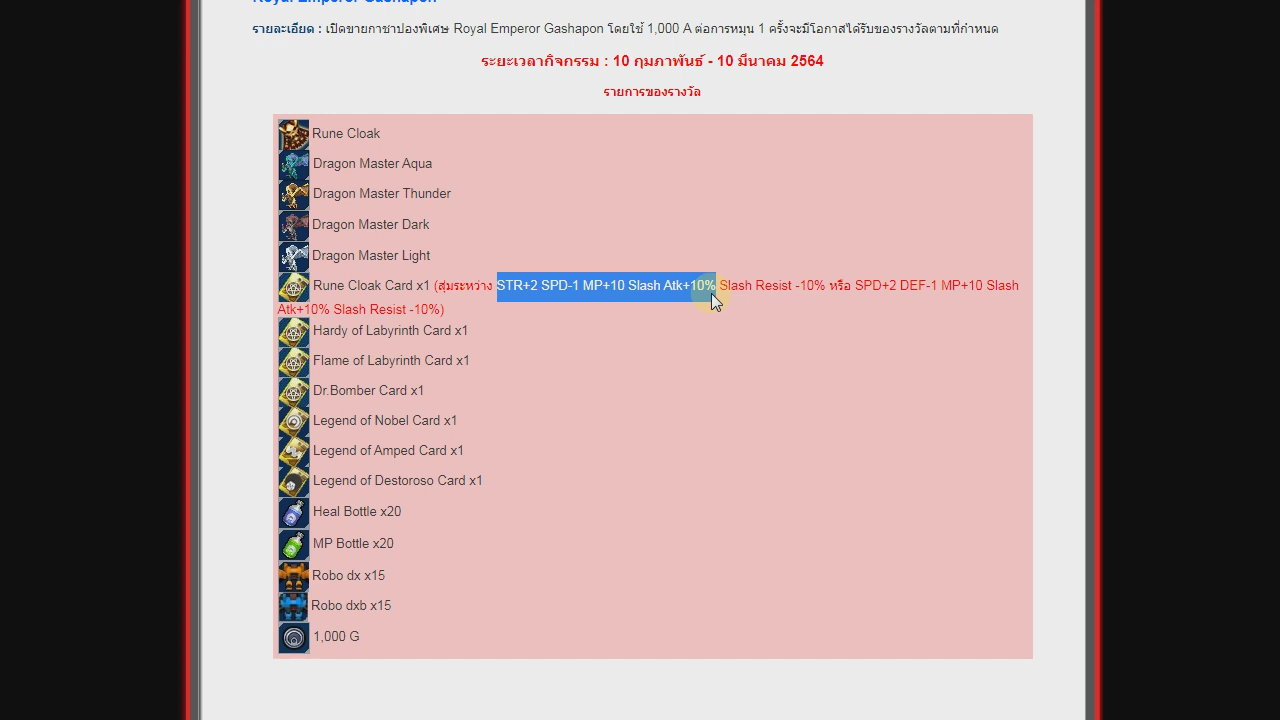 Royal Emperor Gashapon
รายละเอียด : เปิดขายกาชาปองพิเศษ Royal Emperor Gashapon โดยใช้ 1,000 A ต่อการหมุน 1 ครั้งจะมีโอกาสได้รับของรางวัลตามที่กำหนด
ระยะเวลากิจกรรม : 10 กุมภาพันธ์ - 10 มีนาคม 2564
รายการของรางวัล
Rune Cloak
Dragon Master Aqua
Dragon Master Thunder
Dragon Master Dark
Dragon Master Light
Rune Cloak Card x1 (สุ่มระหว่าง STR+2 SPD-1 MP+10 Slash Atk+10% Slash Resist -10% หรือ SPD+2 DEF-1 MP+10 Slash
Atk+10% Slash Resist -10%)
Hardy of Labyrinth Card x1
Flame of Labyrinth Card x1
Dr.Bomber Card x1
Legend of Nobel Card x1
Legend of Amped Card x1
Legend of Destoroso Card x1
Heal Bottle x20
MP Bottle x20
Robo dx x15
Robo dxb x15
1,000 G